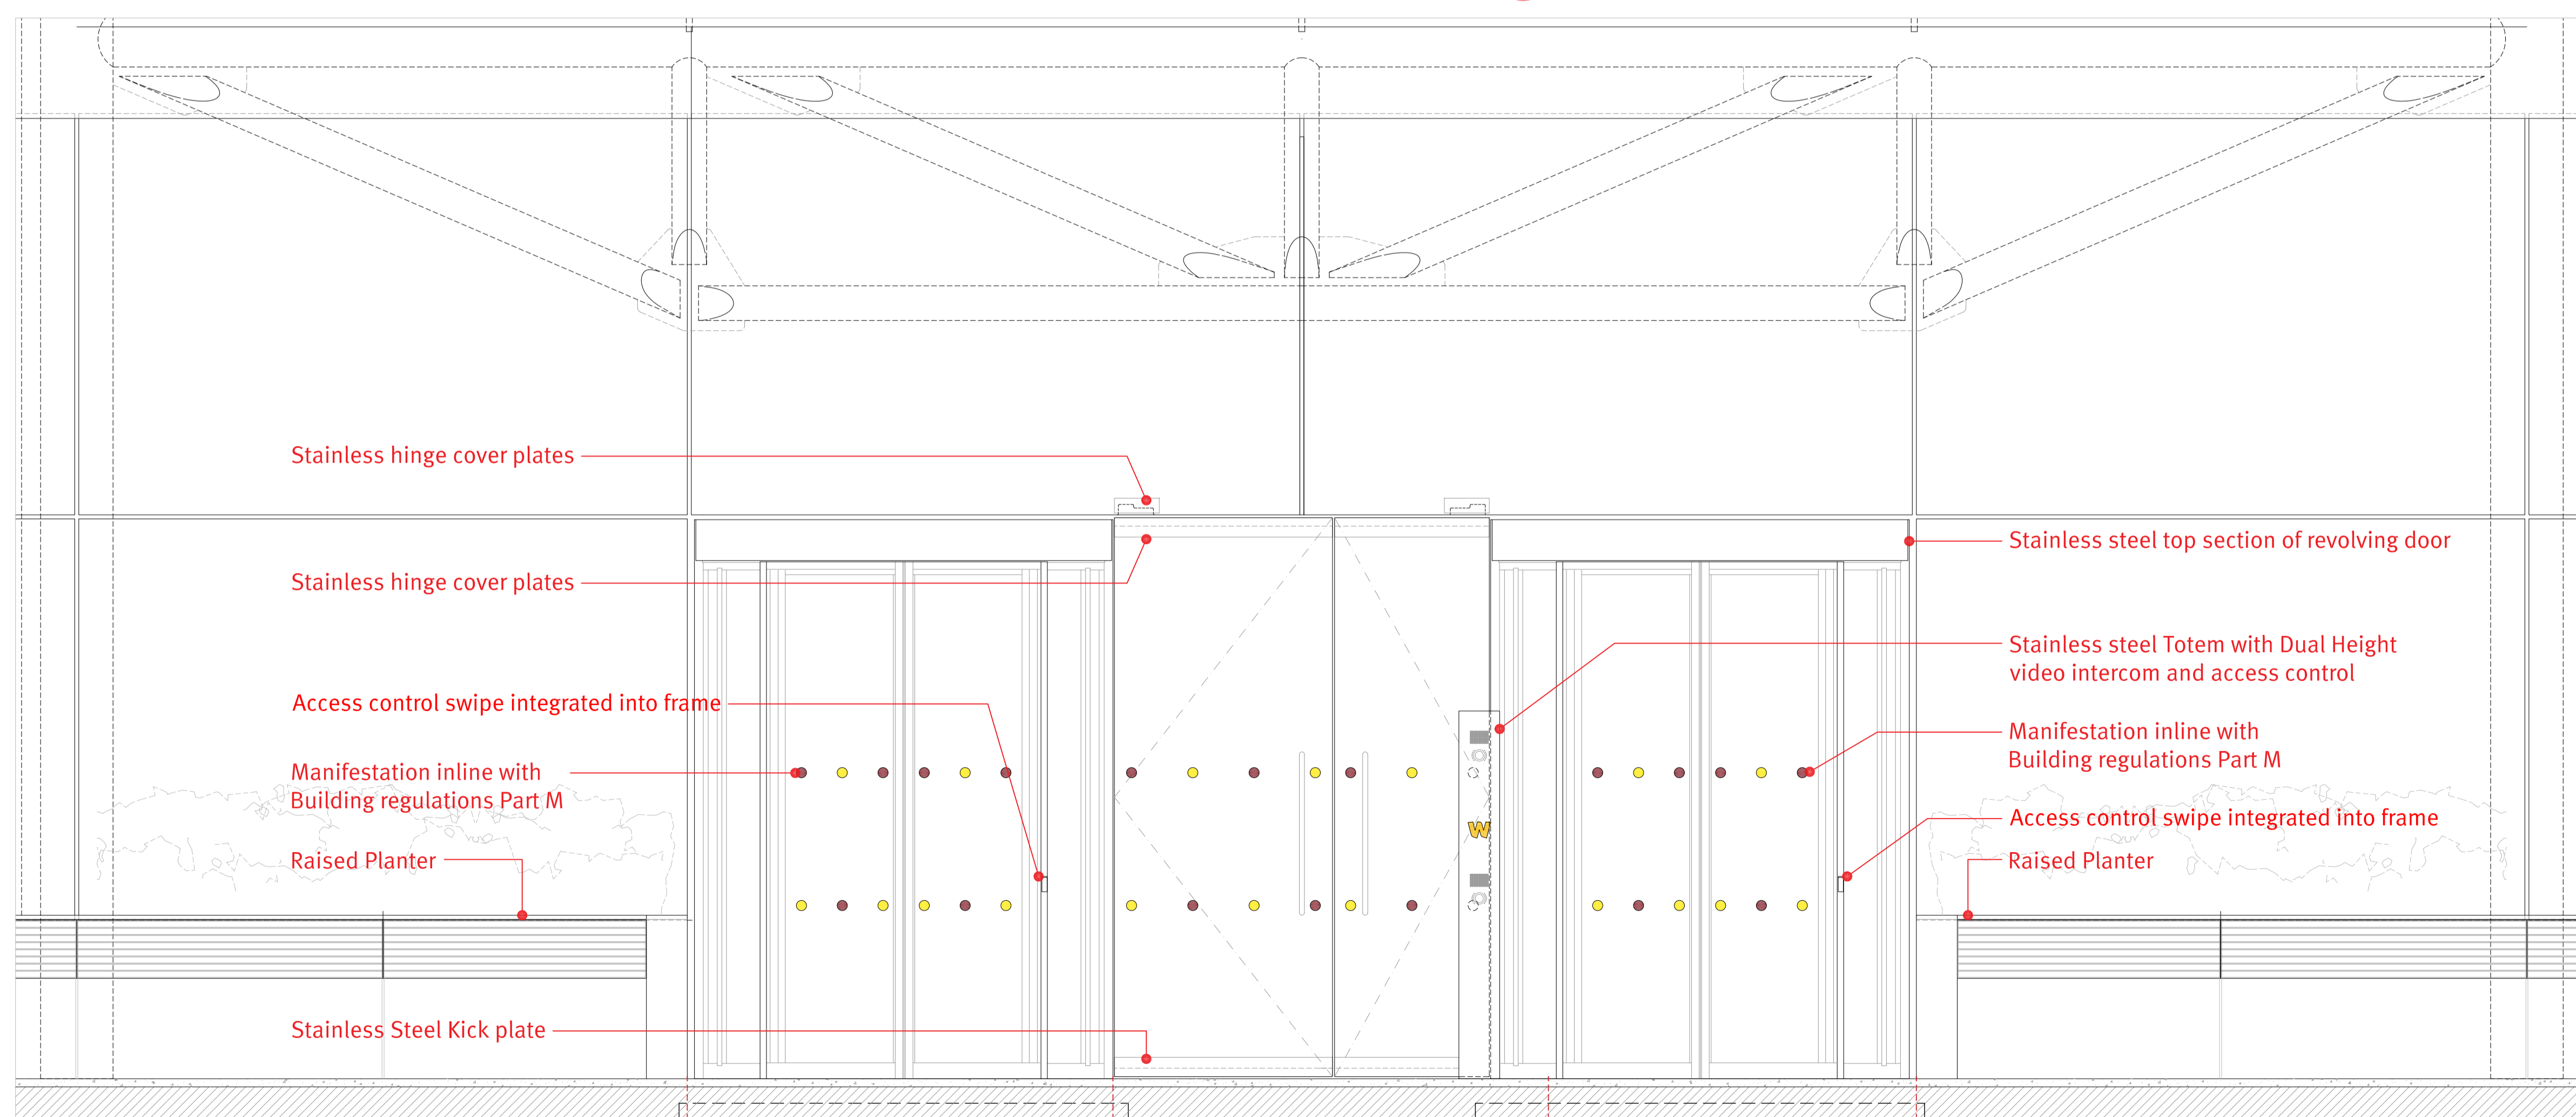 Stainless hinge cover plates
Stainless hinge cover plates
Access control swipe integrated into frame
Manifestation inline with
Building regulations Part M
Raised Planter
Stainless Steel Kick plate
W
Stainless steel top section of revolving door
Stainless steel Totem with Dual Height
video intercom and access control
Manifestation inline with
Building regulations Part M
Access control swipe integrated into frame
Raised Planter